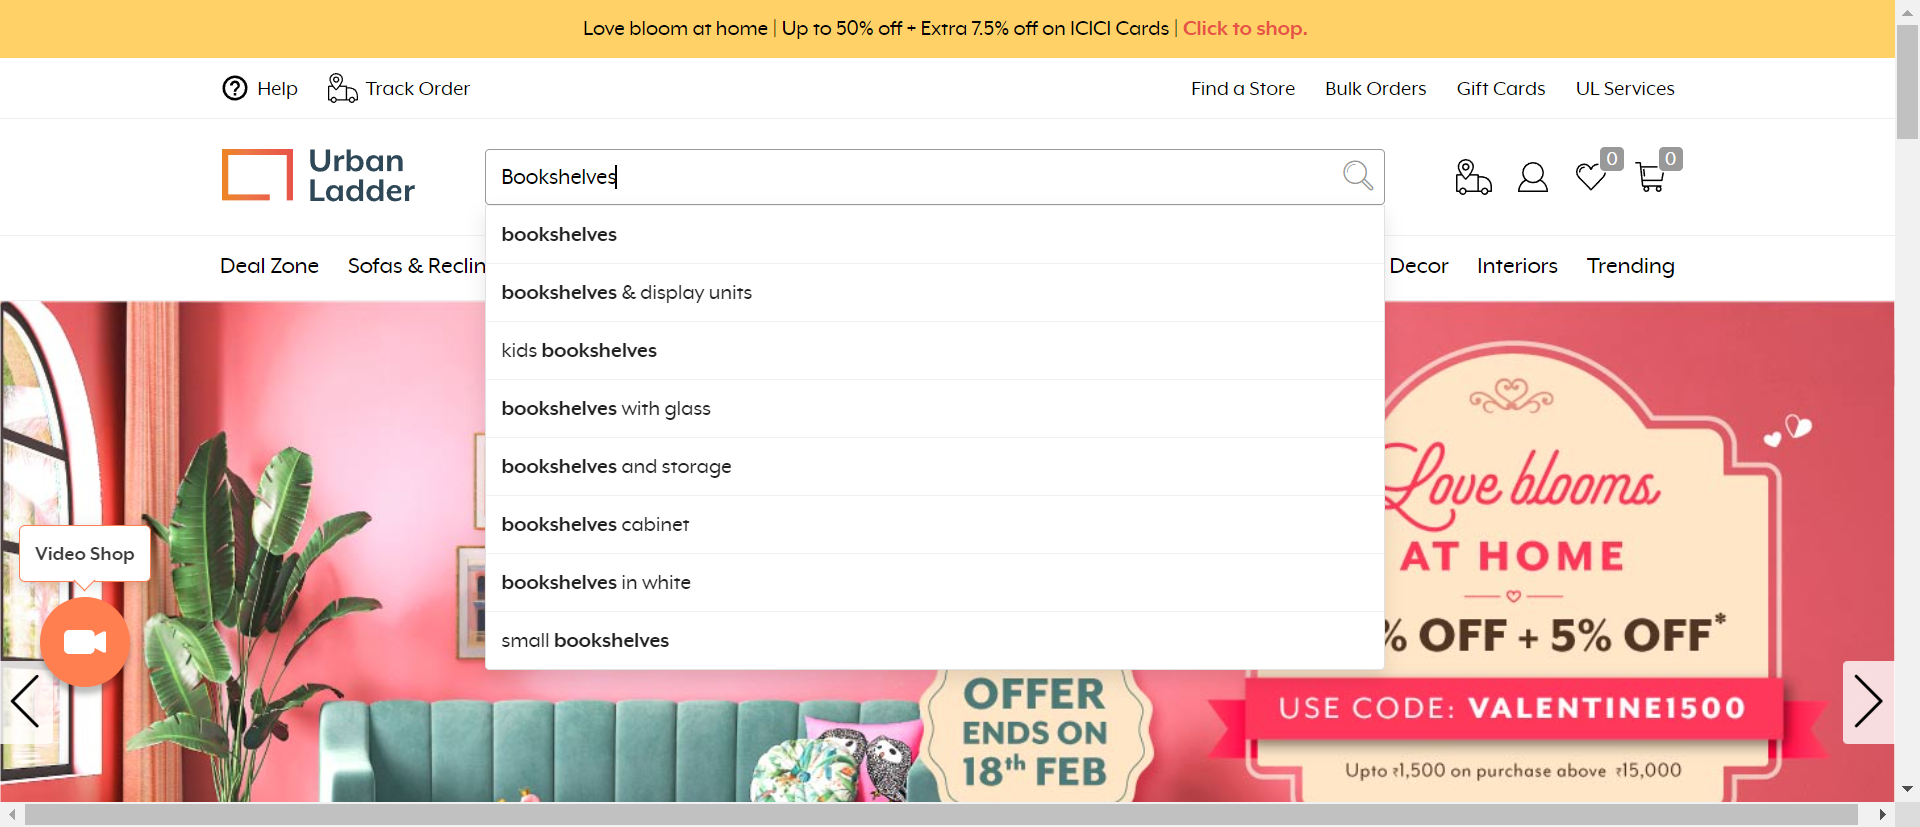 Love bloom at home | Up to 50% off + Extra 7.5% off on ICICI Cards | Click to shop.
Help
Track Order
Find a Store
Bulk Orders
Gift Cards
UL Services
Urban
Ladder
Bookshelves
0
0
Deal Zone
Sofas & Reclin
Decor
Interiors
Trending
bookshelves
bookshelves & display units
kids bookshelves
bookshelves with glass
bookshelves and storage
bookshelves cabinet
bookshelves in white
small bookshelves
Video Shop
Love blooms
AT HOME
% OFF + 5% OFF*
USE CODE: VALENTINE1500
Upto ₹1,500 on purchase above ₹15,000
OFFER
ENDS ON
18th FEB